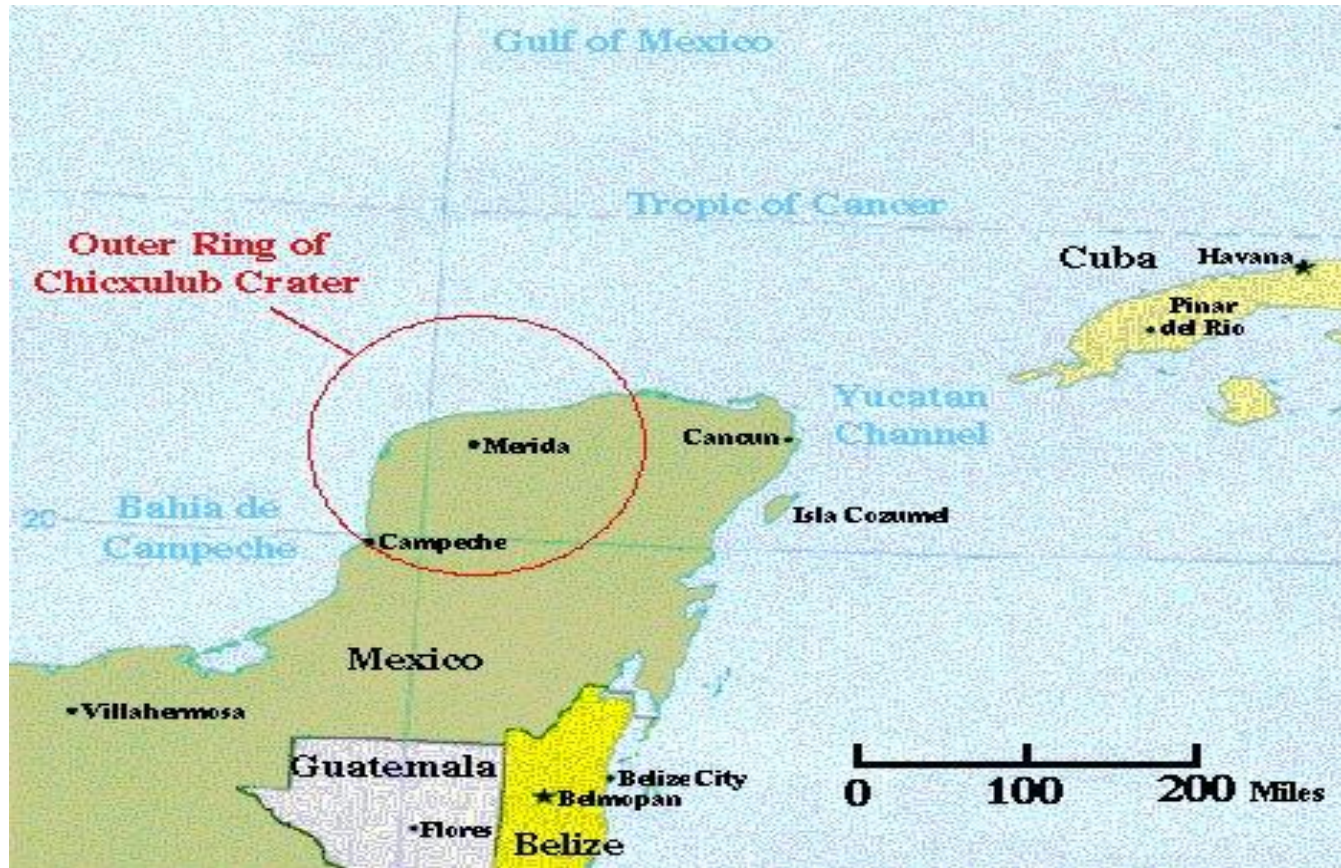 Gulf of Mexico
Tropic of Cancer
Outer Ring of
Chicxulub Crater
Cuba
Havana
Pinar
del Rio
Yucatan
Channel
Merida
Cancun
20
Bahia de
Campeche
Isla Cozumel
Campeche
Mexico
Villahermosa
Guatemala
Belize City
Belmopan
Flores
Belize
0 100 200 Miles